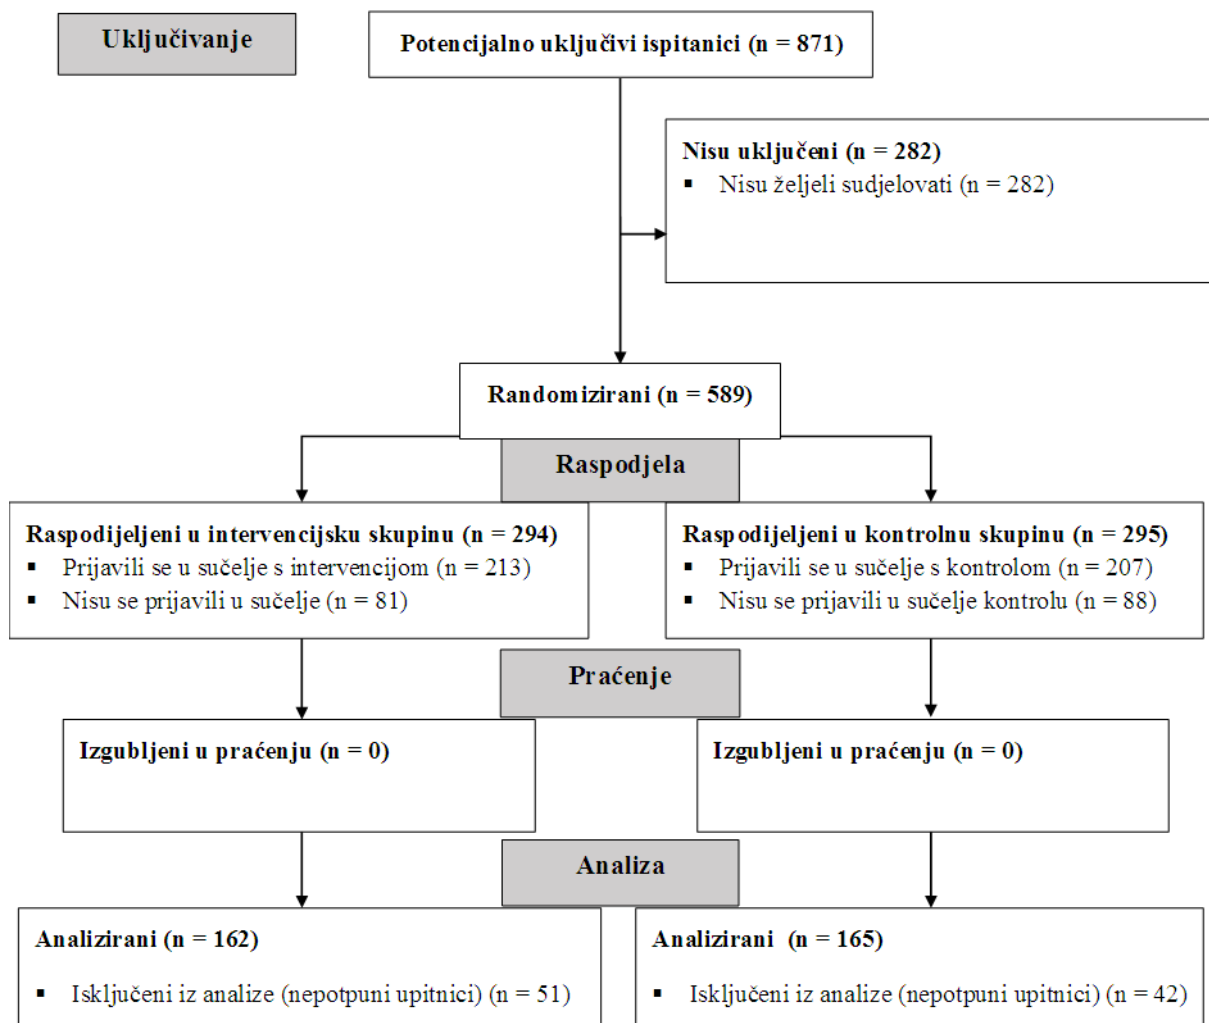 Uključivanje
Potencijalno uključivi ispitanici (n = 871)
Nisu uključeni (n = 282)
▪ Nisu željeli sudjelovati (n = 282)
Randomizirani (n = 589)
Raspodjela
Raspodijeljeni u intervencijsku skupinu (n = 294)
▪ Prijavili se u sučelje s intervencijom (n = 213)
▪ Nisu se prijavili u sučelje (n = 81)
Raspodijeljeni u kontrolnu skupinu (n = 295)
▪ Prijavili se u sučelje s kontrolom (n = 207)
▪ Nisu se prijavili u sučelje kontrolu (n = 88)
Praćenje
Izgubljeni u praćenju (n = 0)
Izgubljeni u praćenju (n = 0)
Analiza
Analizirani (n = 162)
▪ Isključeni iz analize (nepotpuni upitnici) (n = 51)
Analizirani (n = 165)
▪ Isključeni iz analize (nepotpuni upitnici) (n = 42)